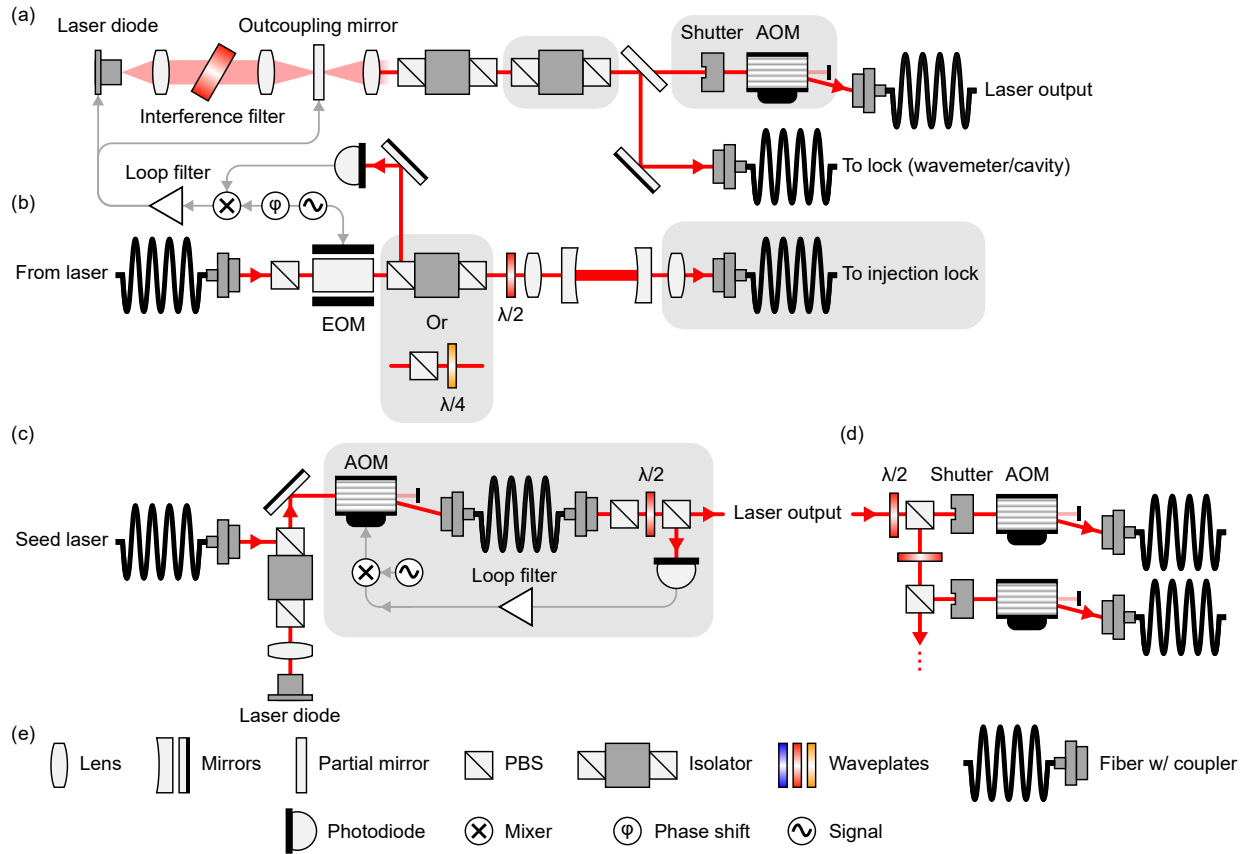 (a)
Laser diode
Outcoupling mirror
Shutter
AOM
Interference filter
Laser output
Loop filter
To lock (wavemeter/cavity)
φ
(b)
From laser
To injection lock
EOM
Or
λ/2
λ/4
(c)
(d)
AOM
λ/2
λ/2
Shutter
AOM
Seed laser
Laser output
Loop filter
AOM
Laser diode
(e)
Lens
Mirrors
Partial mirror
PBS
Isolator
Waveplates
Fiber w/ coupler
Photodiode
Mixer
φ
Phase shift
Signal